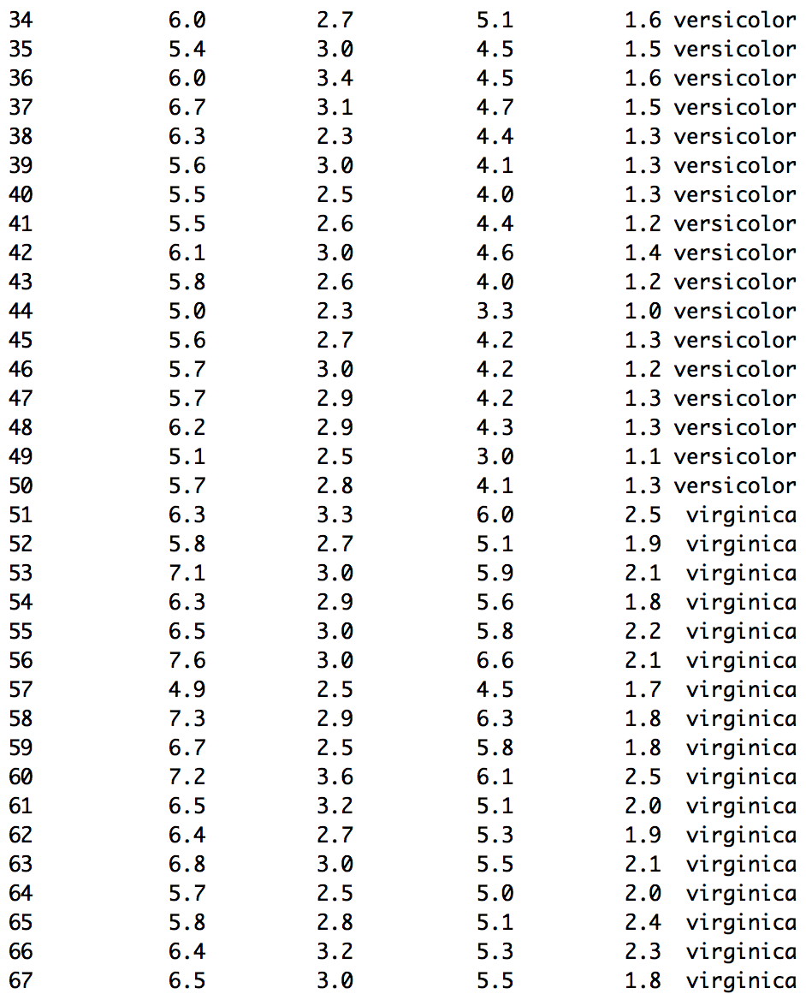 34 6.0 2.7 5.1 1.6 versicolor
35 5.4 3.0 4.5 1.5 versicolor
36 6.0 3.4 4.5 1.6 versicolor
37 6.7 3.1 4.7 1.5 versicolor
38 6.3 2.3 4.4 1.3 versicolor
39 5.6 3.0 4.1 1.3 versicolor
40 5.5 2.5 4.0 1.3 versicolor
41 5.5 2.6 4.4 1.2 versicolor
42 6.1 3.0 4.6 1.4 versicolor
43 5.8 2.6 4.0 1.2 versicolor
44 5.0 2.3 3.3 1.0 versicolor
45 5.6 2.7 4.2 1.3 versicolor
46 5.7 3.0 4.2 1.2 versicolor
47 5.7 2.9 4.2 1.3 versicolor
48 6.2 2.9 4.3 1.3 versicolor
49 5.1 2.5 3.0 1.1 versicolor
50 5.7 2.8 4.1 1.3 versicolor
51 6.3 3.3 6.0 2.5 virginica
52 5.8 2.7 5.1 1.9 virginica
53 7.1 3.0 5.9 2.1 virginica
54 6.3 2.9 5.6 1.8 virginica
55 6.5 3.0 5.8 2.2 virginica
56 7.6 3.0 6.6 2.1 virginica
57 4.9 2.5 4.5 1.7 virginica
58 7.3 2.9 6.3 1.8 virginica
59 6.7 2.5 5.8 1.8 virginica
60 7.2 3.6 6.1 2.5 virginica
61 6.5 3.2 5.1 2.0 virginica
62 6.4 2.7 5.3 1.9 virginica
63 6.8 3.0 5.5 2.1 virginica
64 5.7 2.5 5.0 2.0 virginica
65 5.8 2.8 5.1 2.4 virginica
66 6.4 3.2 5.3 2.3 virginica
67 6.5 3.0 5.5 1.8 virginica